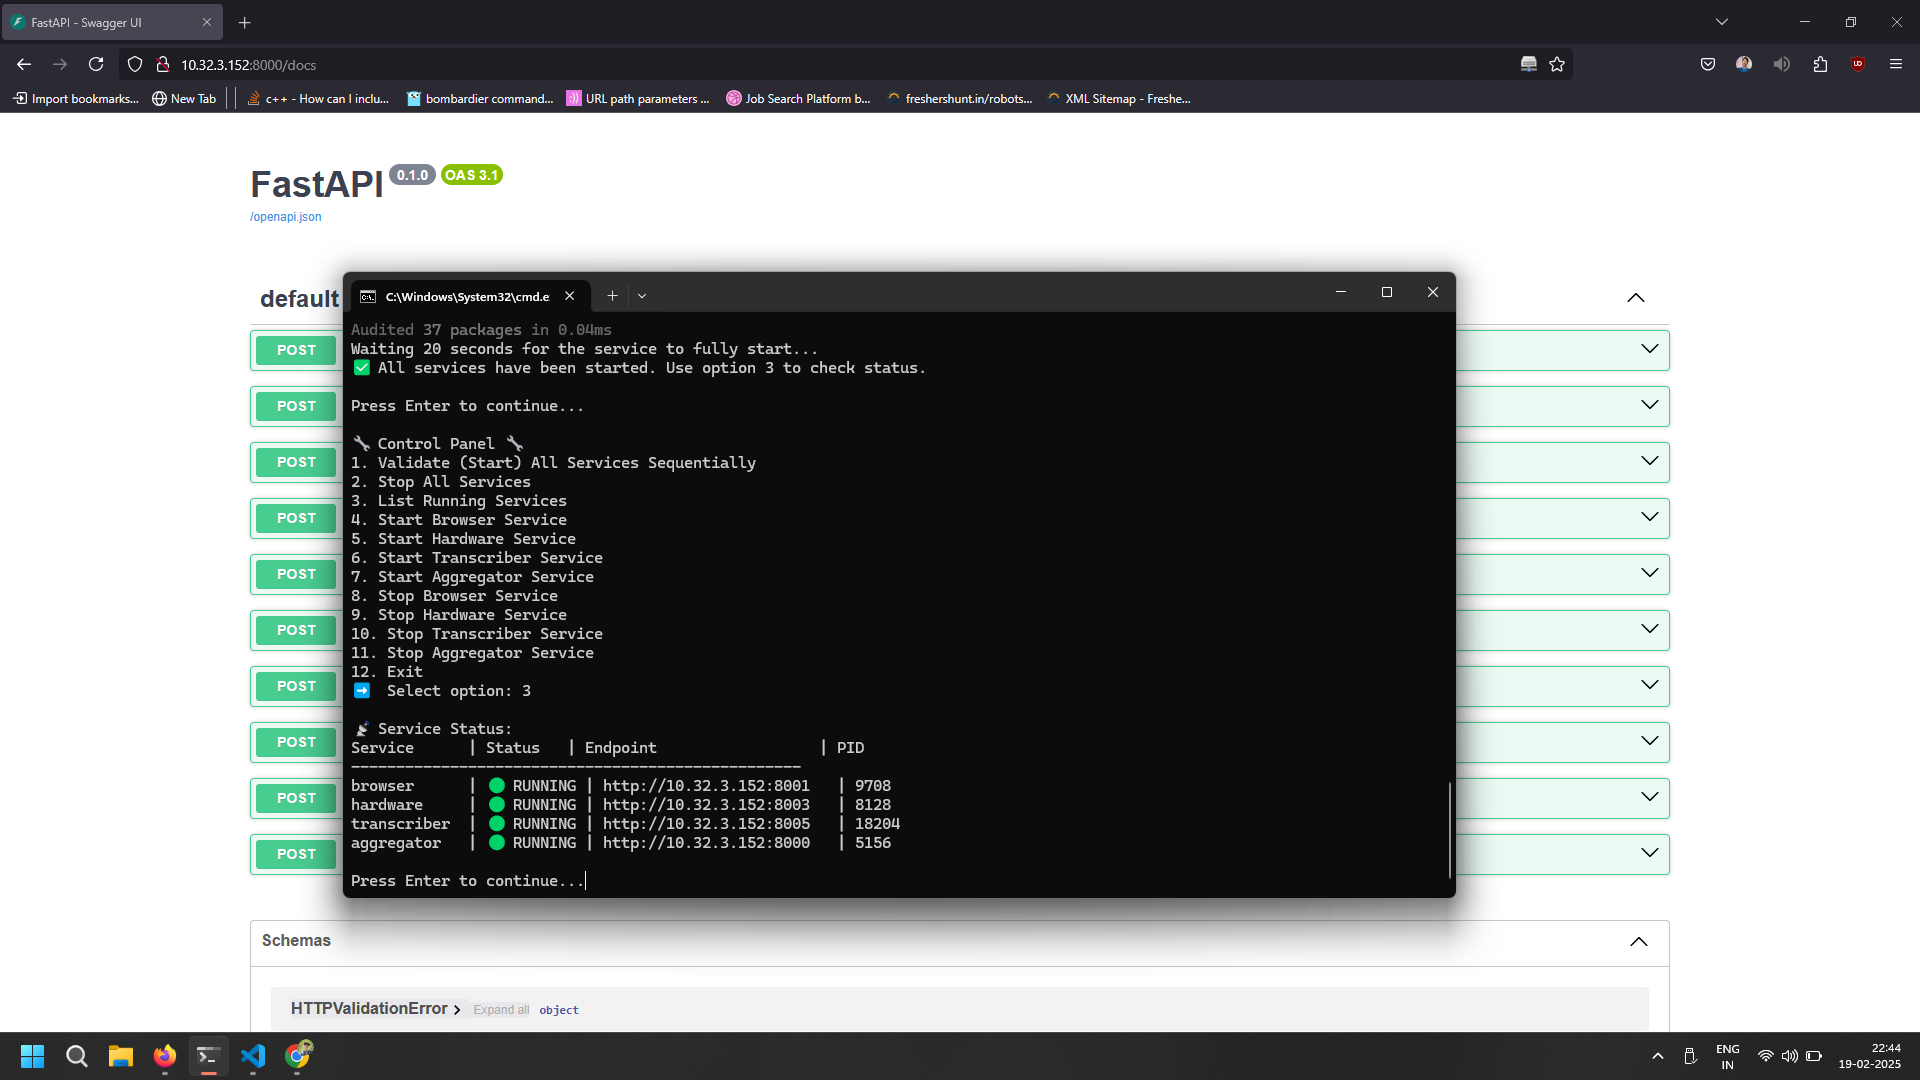 FastAPI - Swagger UI
10.32.3.152:8000/docs
Import bookmarks...
New Tab
c++ - How can I inclu...
bombardier command...
URL path parameters ...
Job Search Platform b...
freshershunt.in/robots...
XML Sitemap - Freshe...
FastAPI 0.1.0 OAS 3.1
/openapi.json
default
C:\Windows\System32\cmd.e
POST
POST
POST
POST
POST
POST
POST
POST
POST
POST
Audited 37 packages in 0.04ms
Waiting 20 seconds for the service to fully start...
✅ All services have been started. Use option 3 to check status.
Press Enter to continue...
🔧 Control Panel 🔧
1. Validate (Start) All Services Sequentially
2. Stop All Services
3. List Running Services
4. Start Browser Service
5. Start Hardware Service
6. Start Transcriber Service
7. Start Aggregator Service
8. Stop Browser Service
9. Stop Hardware Service
10. Stop Transcriber Service
11. Stop Aggregator Service
12. Exit
➡️ Select option: 3
📡 Service Status:
Service | Status | Endpoint | PID
--------------------------------------------------
browser | 🟢 RUNNING | http://10.32.3.152:8001 | 9708
hardware | 🟢 RUNNING | http://10.32.3.152:8003 | 8128
transcriber | 🟢 RUNNING | http://10.32.3.152:8005 | 18204
aggregator | 🟢 RUNNING | http://10.32.3.152:8000 | 5156
Press Enter to continue...
Schemas
HTTPValidationError > Expand all object
ENG
IN
22:44
19-02-2025